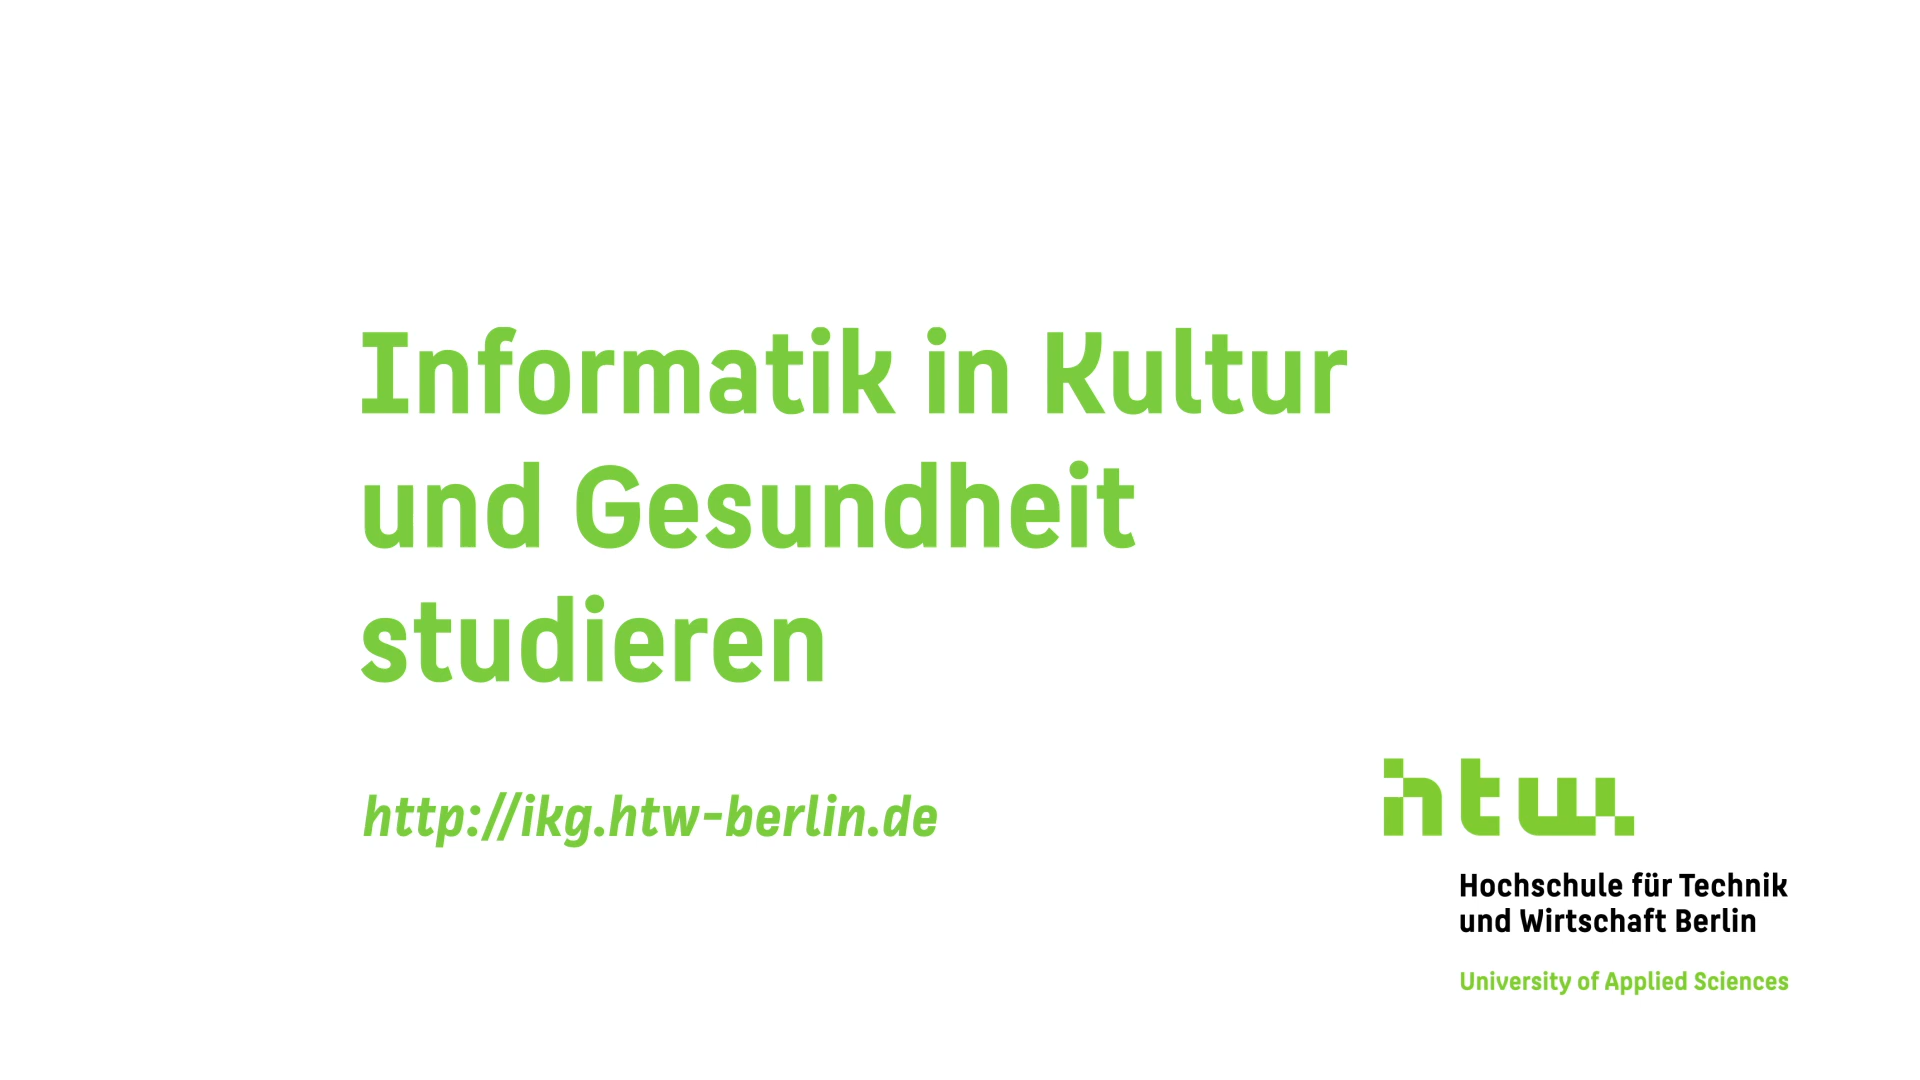 Informatik in Kultur
und Gesundheit
studieren
http://ikg.htw-berlin.de
htw
Hochschule für Technik
und Wirtschaft Berlin
University of Applied Sciences